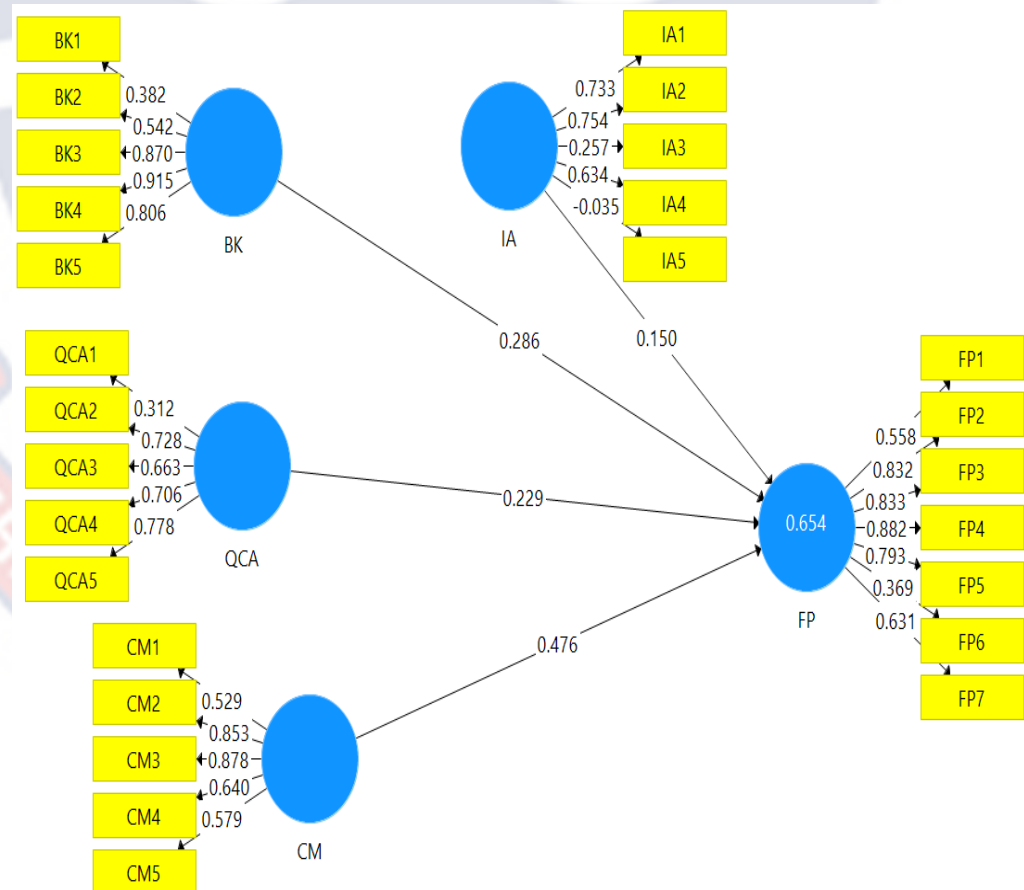 BK1
BK2
BK3
BK4
BK5
0.382
0.542
0.870
0.915
0.806
BK
IA1
IA2
IA3
IA4
IA5
0.733
0.754
0.257
0.634
-0.035
IA
0.286
0.150
QCA1
QCA2
QCA3
QCA4
QCA5
0.312
0.728
0.663
0.706
0.778
QCA
0.229
FP1
FP2
FP3
FP4
FP5
FP6
FP7
0.558
0.832
0.833
0.882
0.793
0.369
0.631
0.654
FP
CM1
CM2
CM3
CM4
CM5
0.529
0.853
0.878
0.640
0.579
CM
0.476